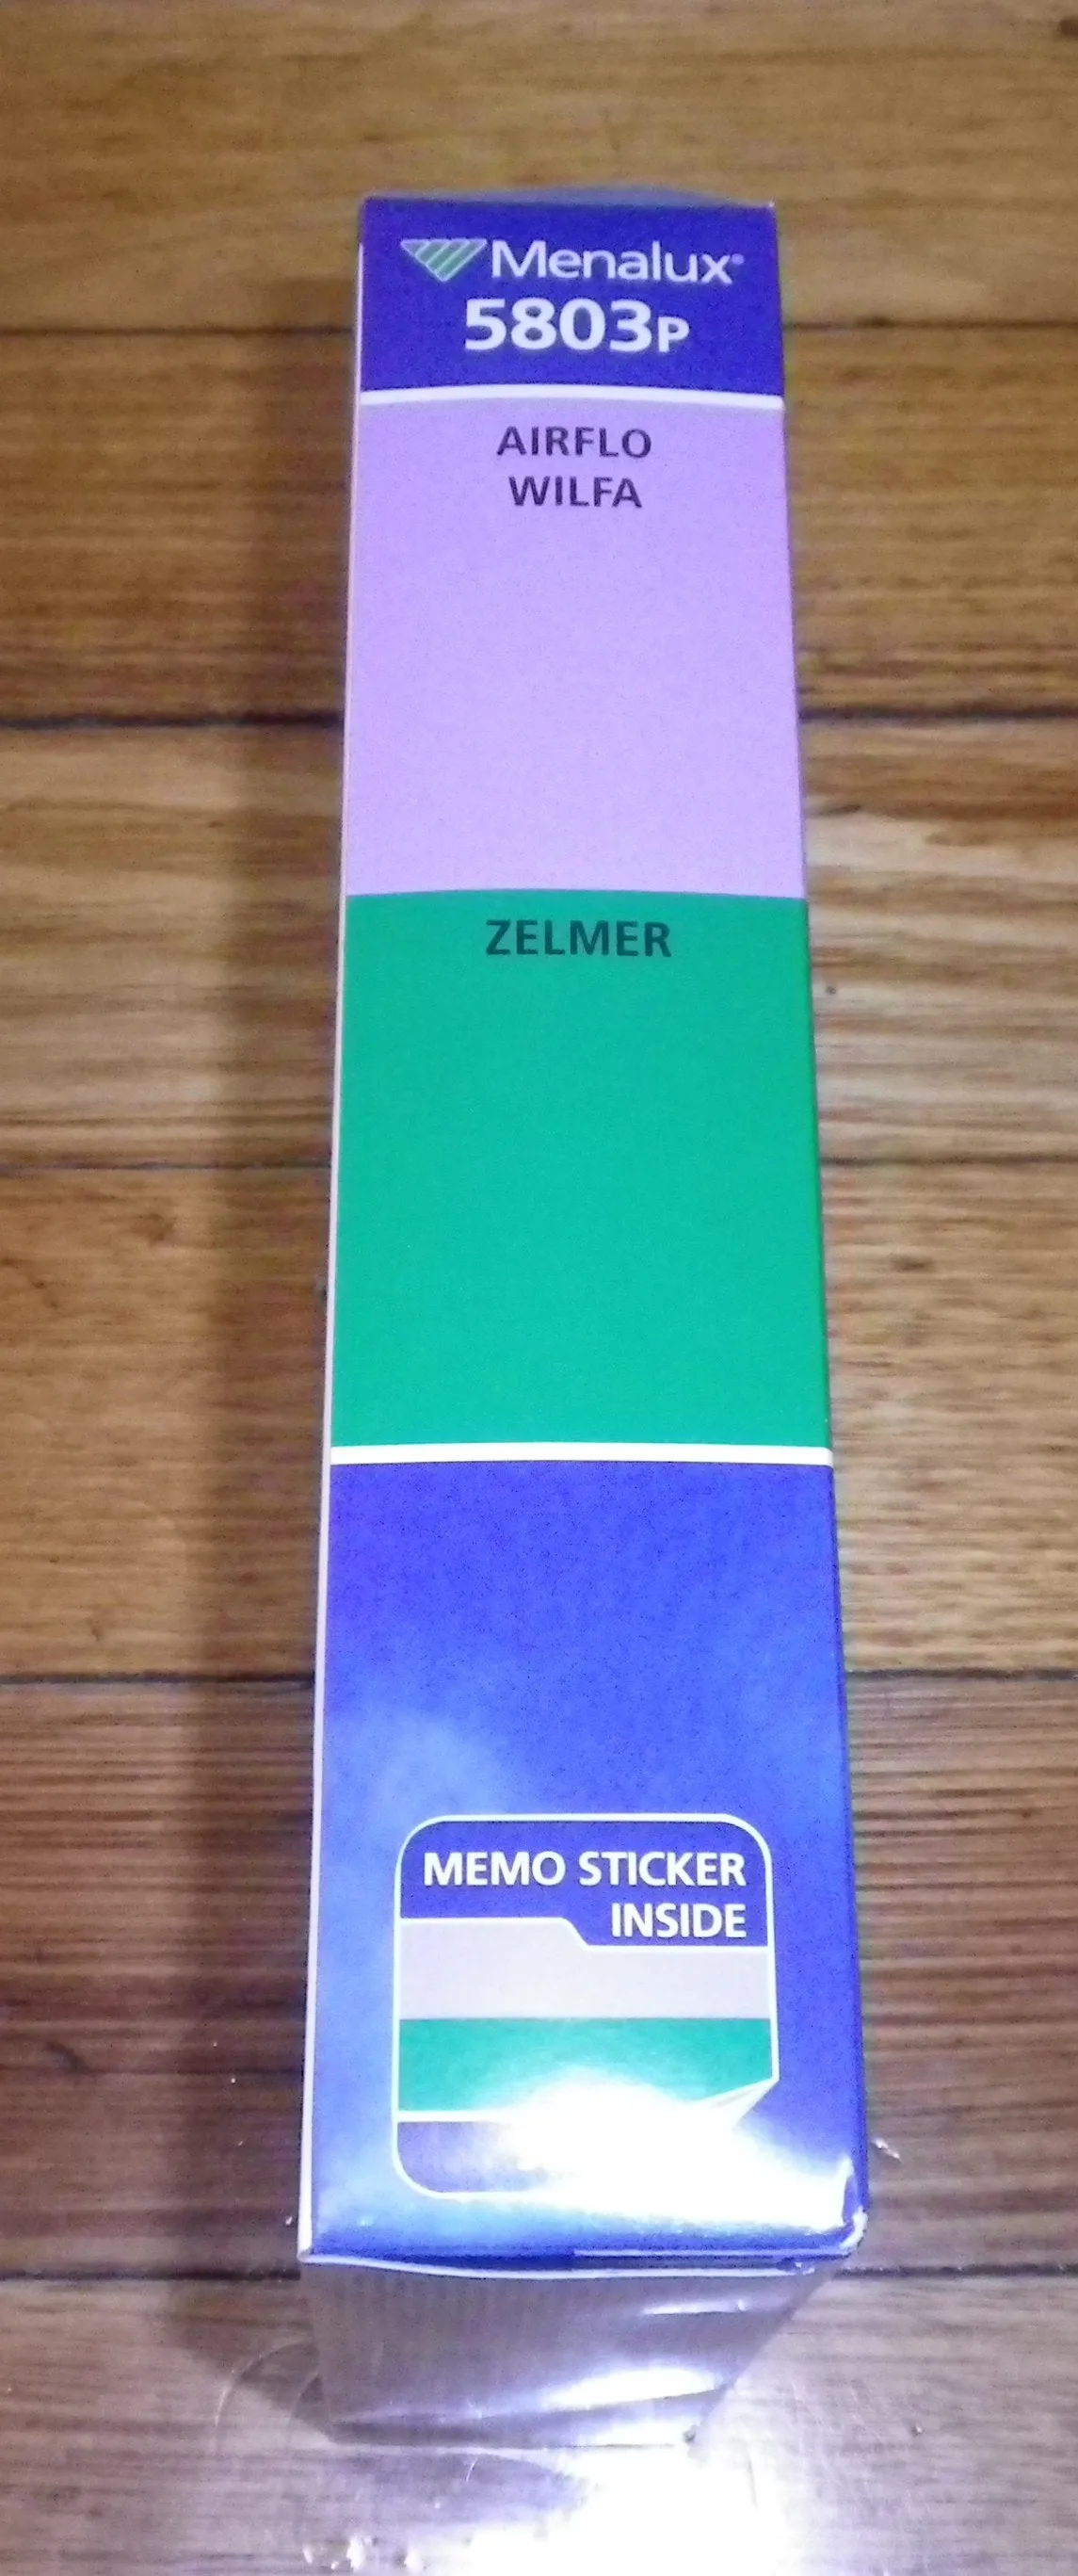 Menalux®
5803P
AIRFLO
WILFA
ZELMER
MEMO STICKER
INSIDE